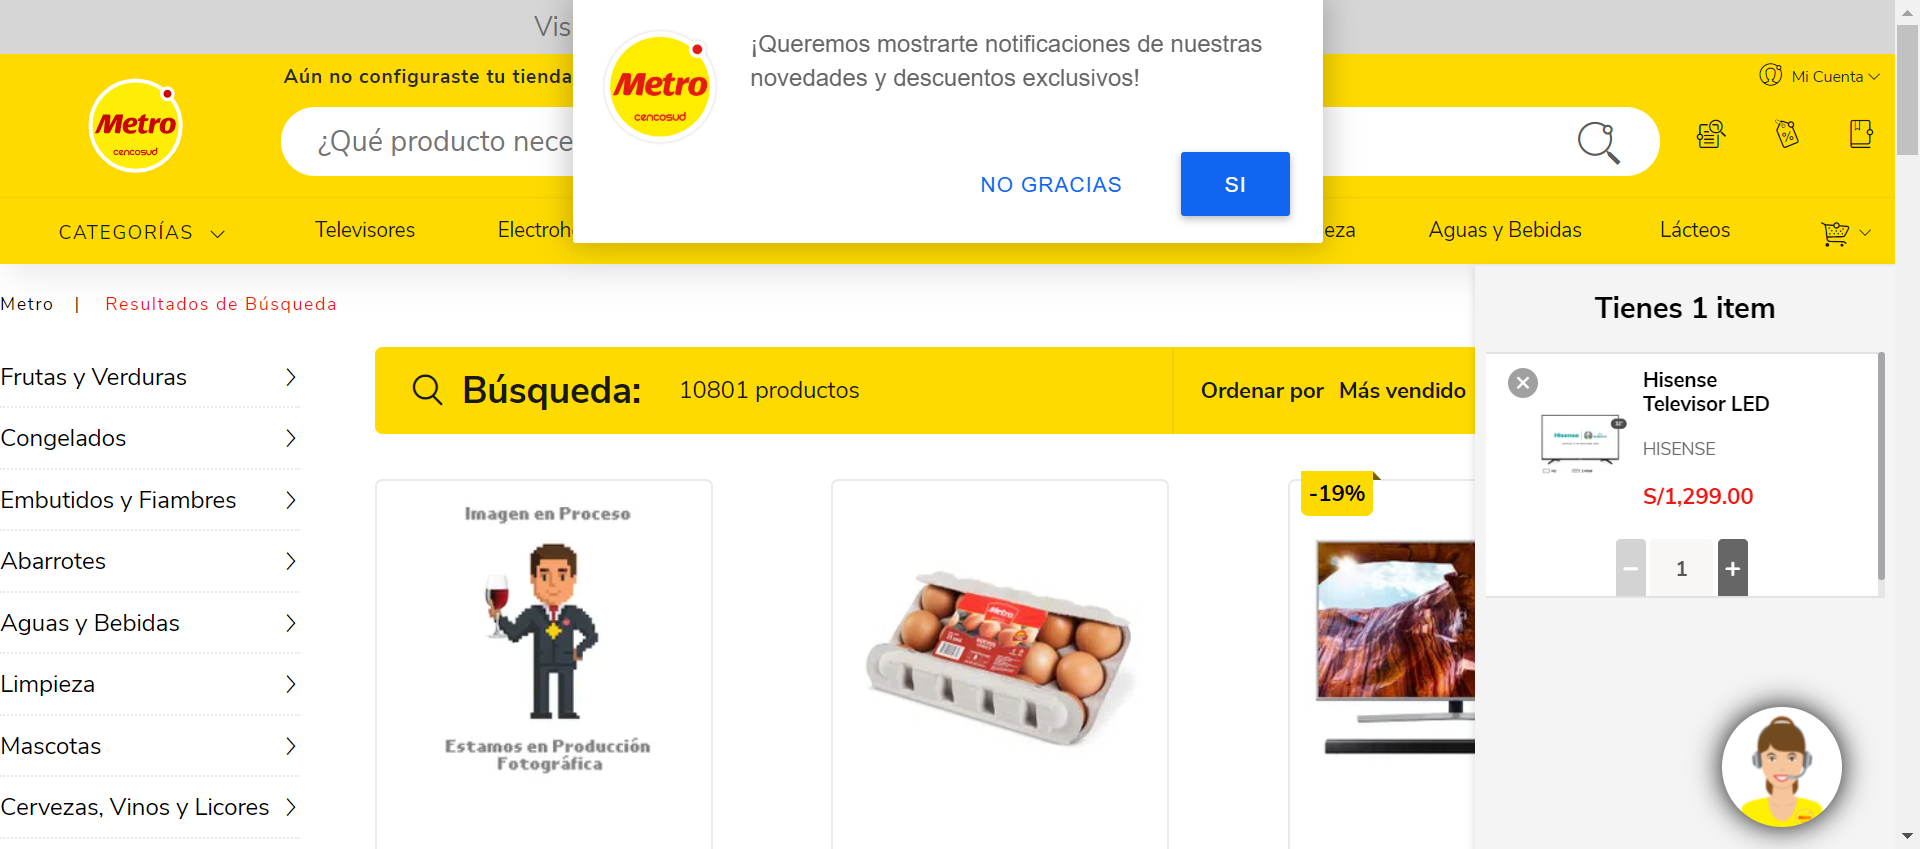 Vis
¡Queremos mostrarte notificaciones de nuestras
novedades y descuentos exclusivos!
NO GRACIAS
SI
Metro
cencosud
Metro
cencosud
Aún no configuraste tu tienda
¿Qué producto nece
Mi Cuenta
CATEGORÍAS
Televisores
Electroh
eza
Aguas y Bebidas
Lácteos
Metro | Resultados de Búsqueda
Frutas y Verduras
Congelados
Embutidos y Fiambres
Abarrotes
Aguas y Bebidas
Limpieza
Mascotas
Cervezas, Vinos y Licores
Búsqueda:
10801 productos
Ordenar por
Más vendido
Imagen en Proceso
Estamos en Producción
Fotográfica
Metro
-19%
Tienes 1 item
Hisense
Televisor LED
HISENSE
S/1,299.00
− 1 +
Hisense
32"